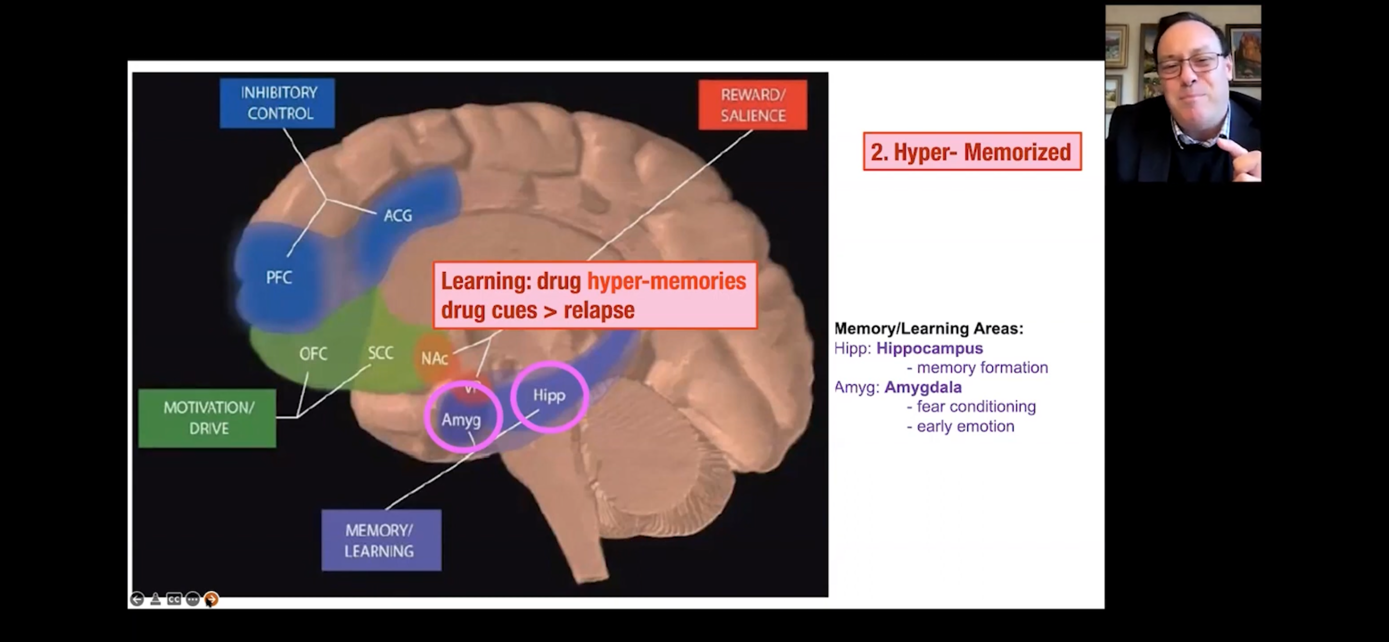 INHIBITORY
CONTROL
REWARD/
SALIENCE
2. Hyper- Memorized
ACG
PFC
Learning: drug hyper-memories
drug cues > relapse
OFC
SCC
NAc
Hipp
Amyg
MOTIVATION/
DRIVE
MEMORY/
LEARNING
Memory/Learning Areas:
Hipp: Hippocampus
- memory formation
Amyg: Amygdala
- fear conditioning
- early emotion
CC